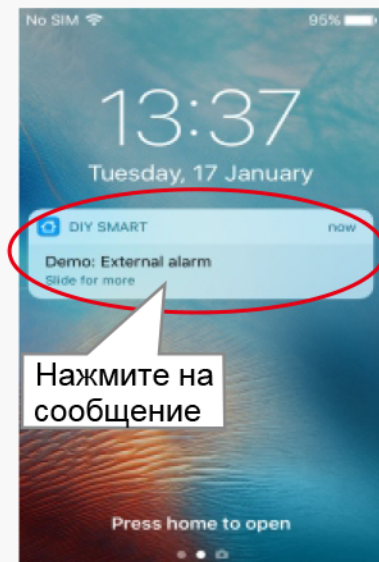 No SIM 95%
13:37
Tuesday, 17 January
DIY SMART now
Demo: External alarm
Slide for more
Нажмите на
сообщение
Press home to open